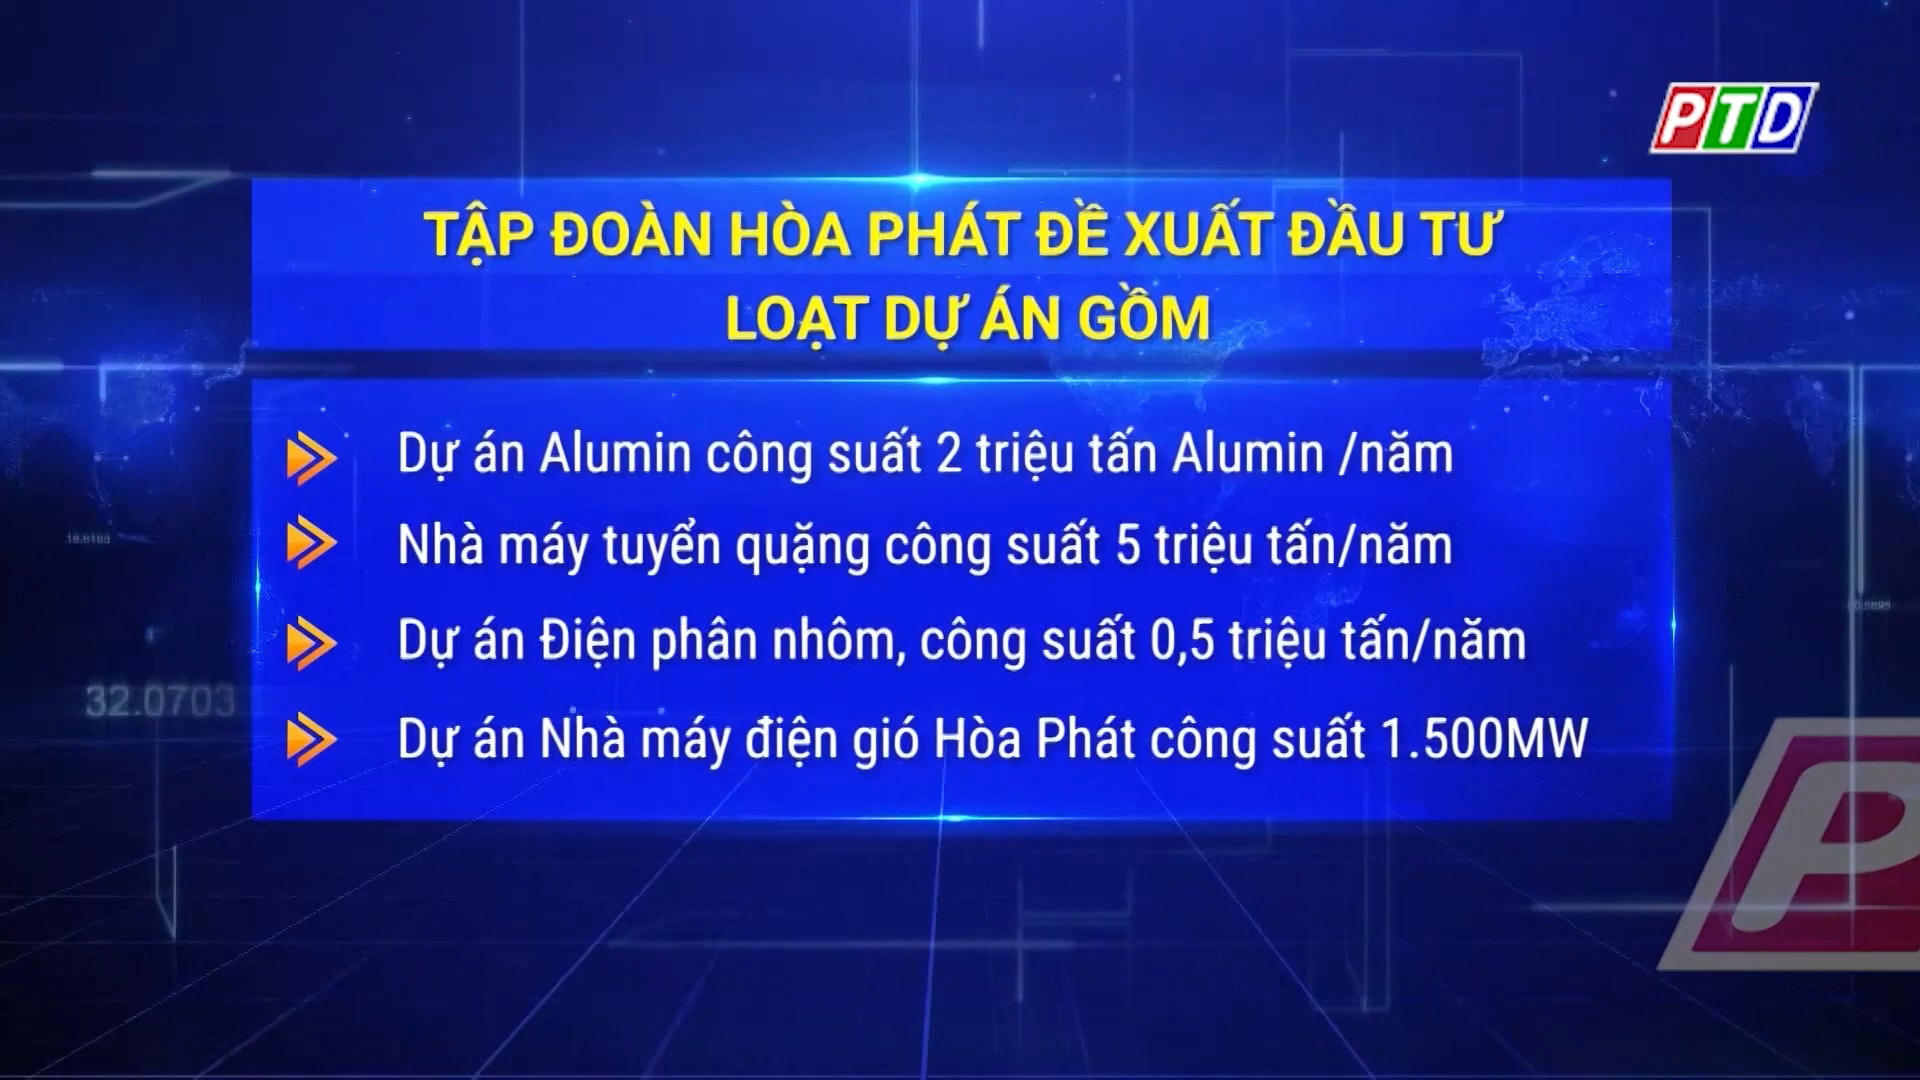 PTD
TẬP ĐOÀN HÒA PHÁT ĐỀ XUẤT ĐẦU TƯ
LOẠT DỰ ÁN GỒM
Dự án Alumin công suất 2 triệu tấn Alumin /năm
Nhà máy tuyển quặng công suất 5 triệu tấn/năm
Dự án Điện phân nhôm, công suất 0,5 triệu tấn/năm
Dự án Nhà máy điện gió Hòa Phát công suất 1.500MW
32.0703
P